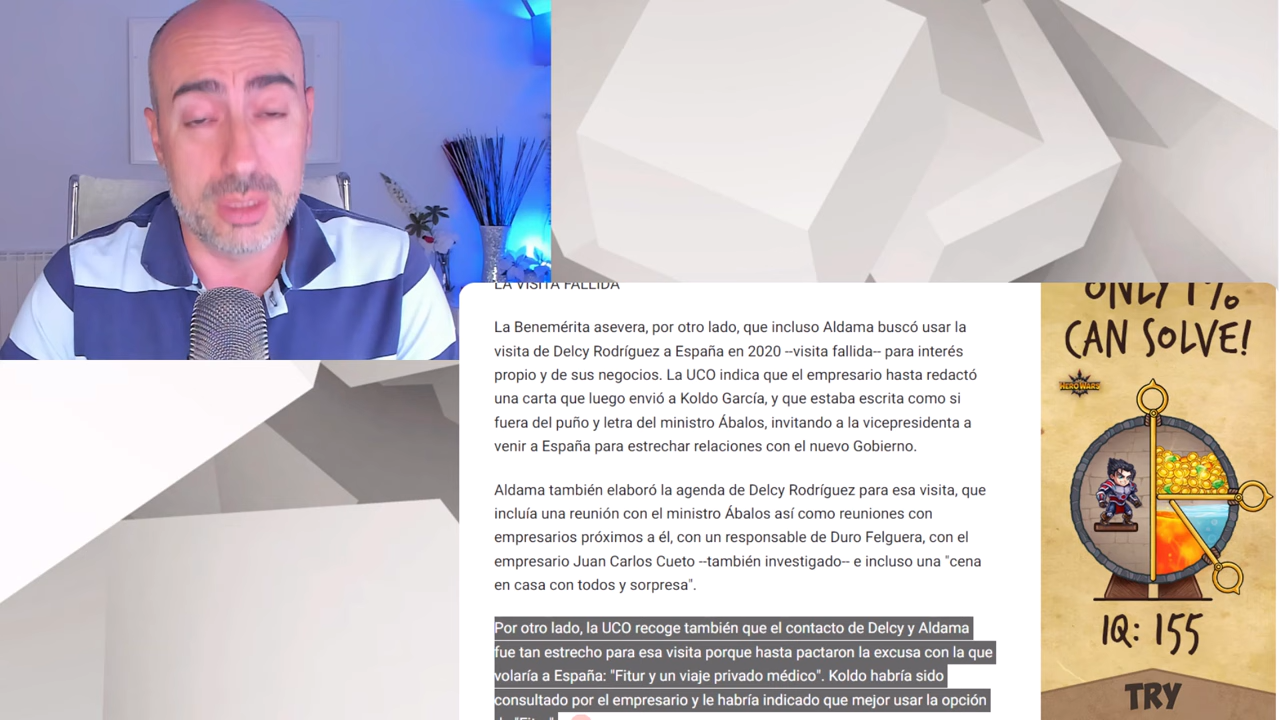 LA VISITA FALLIDA
La Benemérita asevera, por otro lado, que incluso Aldama buscó usar la
visita de Delcy Rodríguez a España en 2020 --visita fallida-- para interés
propio y de sus negocios. La UCO indica que el empresario hasta redactó
una carta que luego envió a Koldo García, y que estaba escrita como si
fuera del puño y letra del ministro Ábalos, invitando a la vicepresidenta a
venir a España para estrechar relaciones con el nuevo Gobierno.
Aldama también elaboró la agenda de Delcy Rodríguez para esa visita, que
incluía una reunión con el ministro Ábalos así como reuniones con
empresarios próximos a él, con un responsable de Duro Felguera, con el
empresario Juan Carlos Cueto --también investigado-- e incluso una "cena
en casa con todos y sorpresa".
Por otro lado, la UCO recoge también que el contacto de Delcy y Aldama
fue tan estrecho para esa visita porque hasta pactaron la excusa con la que
volaría a España: "Fitur y un viaje privado médico". Koldo habría sido
consultado por el empresario y le habría indicado que mejor usar la opción
de "Fitur".
ONLY 1%
CAN SOLVE!
HERO WARS
IQ: 155
TRY